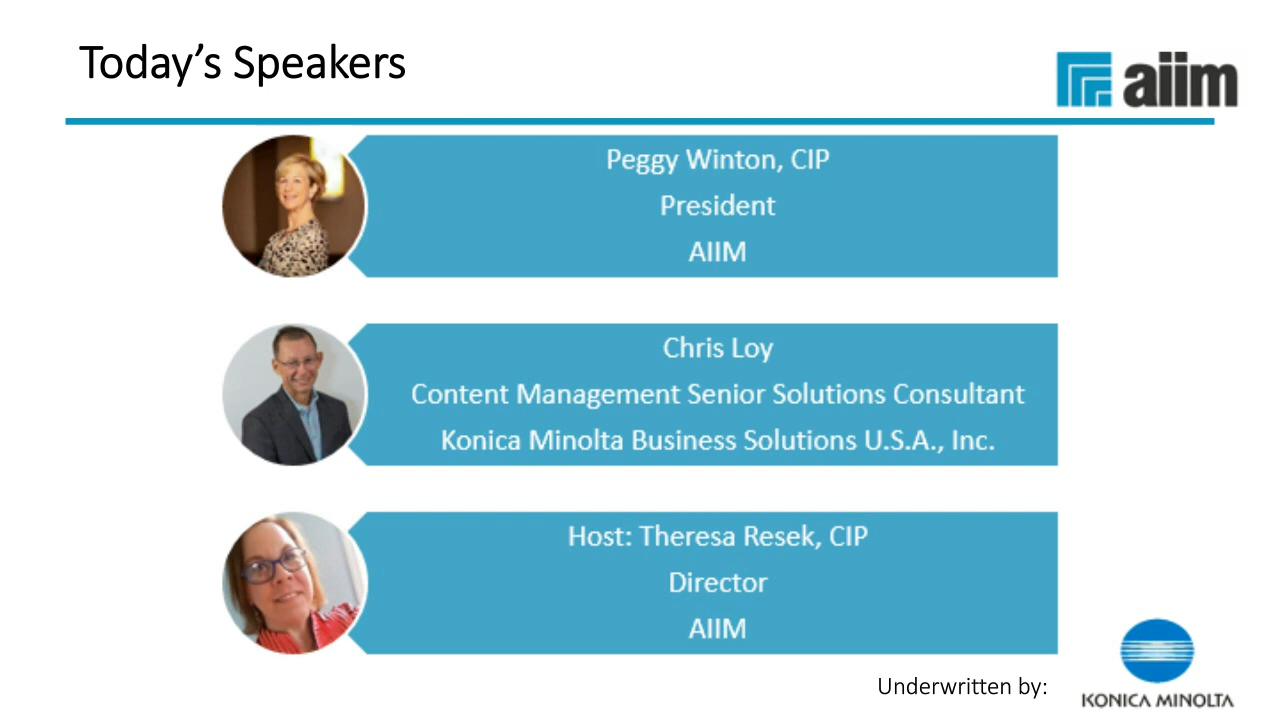 Today’s Speakers
aiim
Peggy Winton, CIP
President
AIIM
Chris Loy
Content Management Senior Solutions Consultant
Konica Minolta Business Solutions U.S.A., Inc.
Host: Theresa Resek, CIP
Director
AIIM
Underwritten by:
KONICA MINOLTA